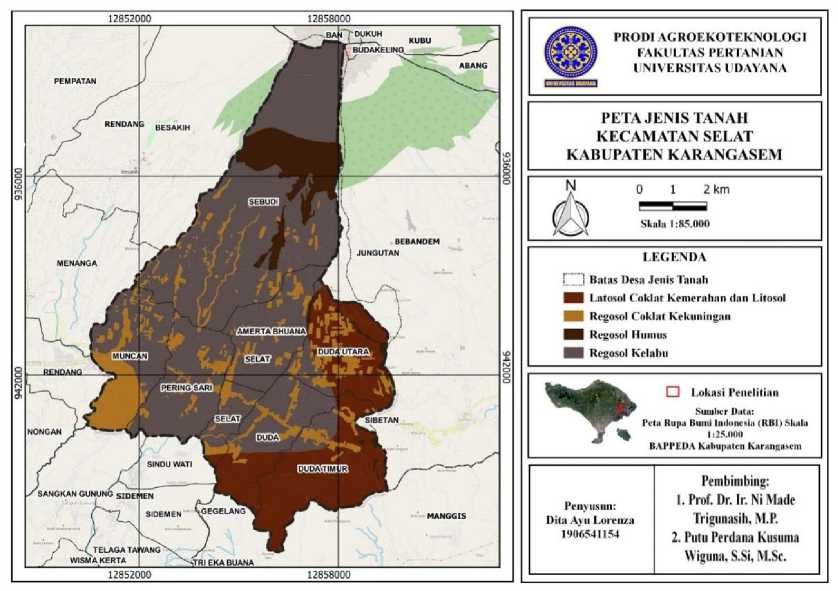 12852000
12858000
BAN
DUKUH
KUBU
BUDAKELING
ABANG
PEMPATAN
RENDANG
BESAKIH
936000
936000
SEBUDI
BEBANDEM
JUNGUTAN
MENANGA
AMERTA BHUANA
DUDA UTARA
MUNCAN
SELAT
RENDANG
942000
942000
PERING SARI
SELAT
SIBETAN
NONGAN
DUDA
SINDU WATI
DUDA TIMUR
SANGKAN GUNUNG
SIDEMEN
SIDEMEN
GEGELANG
MANGGIS
TELAGA TAWANG
WISMA KERTA
TRI EKA BUANA
12852000
12858000
UNIVERSITAS UDAYANA
PRODI AGROEKOTEKNOLOGI
FAKULTAS PERTANIAN
UNIVERSITAS UDAYANA
PETA JENIS TANAH
KECAMATAN SELAT
KABUPATEN KARANGASEM
N
0 1 2 km
Skala 1:85.000
LEGENDA
Batas Desa Jenis Tanah
Latosol Coklat Kemerahan dan Litosol
Regosol Coklat Kekuningan
Regosol Humus
Regosol Kelabu
Lokasi Penelitian
Sumber Data:
Peta Rupa Bumi Indonesia (RBI) Skala
1:25.000
BAPPEDA Kabupaten Karangasem
Penyusun:
Dita Ayu Lorenza
1906541154
Pembimbing:
1. Prof. Dr. Ir. Ni Made
Trigunasih, M.P.
2. Putu Perdana Kusuma
Wiguna, S.Si, M.Sc.